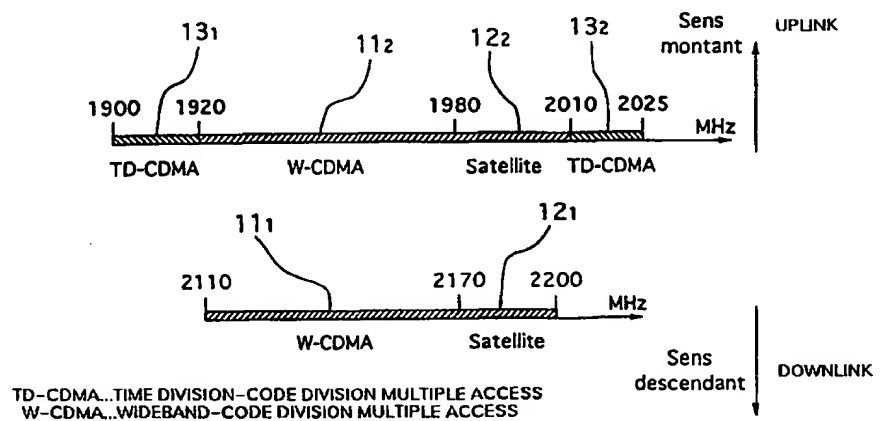 13₁ 11₂ 12₂ 13₂ Sens montant UPLINK
1900 1920 1980 2010 2025
MHz
TD-CDMA W-CDMA Satellite TD-CDMA
11₁ 12₁
2110 2170 2200
MHz
W-CDMA Satellite
Sens descendant DOWNLINK
TD-CDMA...TIME DIVISION-CODE DIVISION MULTIPLE ACCESS
W-CDMA...WIDEBAND-CODE DIVISION MULTIPLE ACCESS